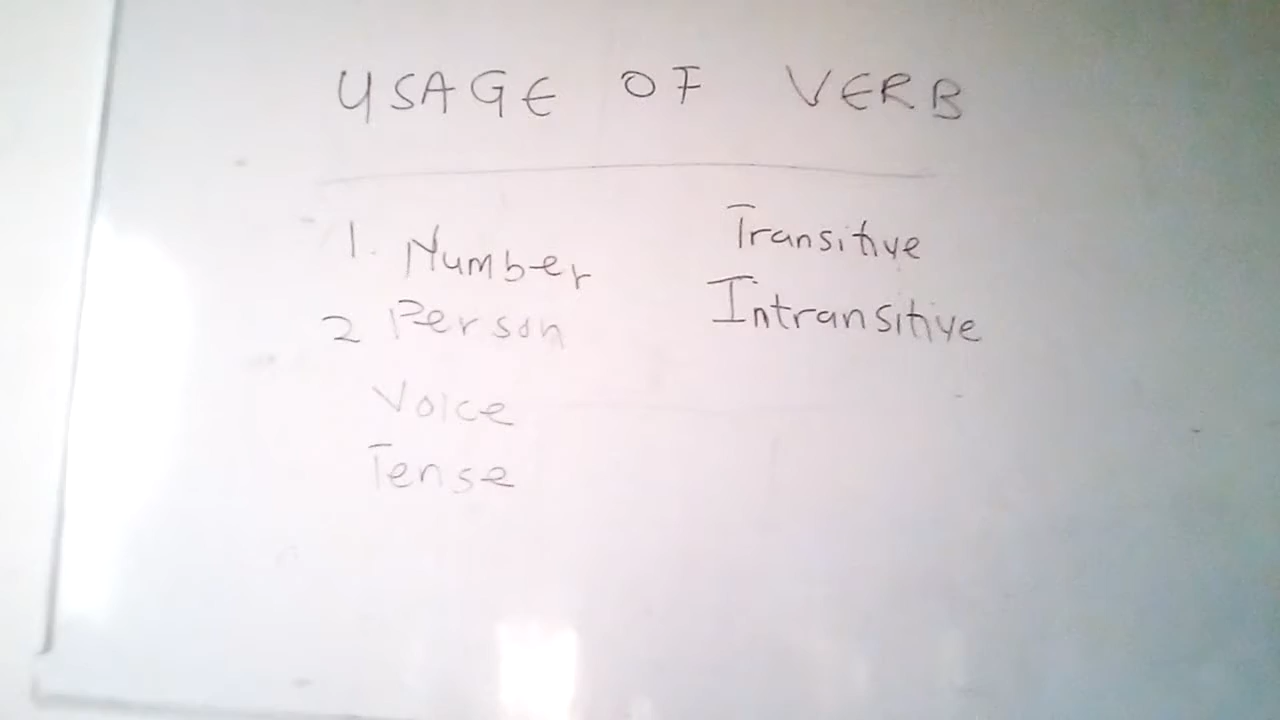 USAGE OF VERB
1. Number
2 Person
Voice
Tense
Transitive
Intransitive